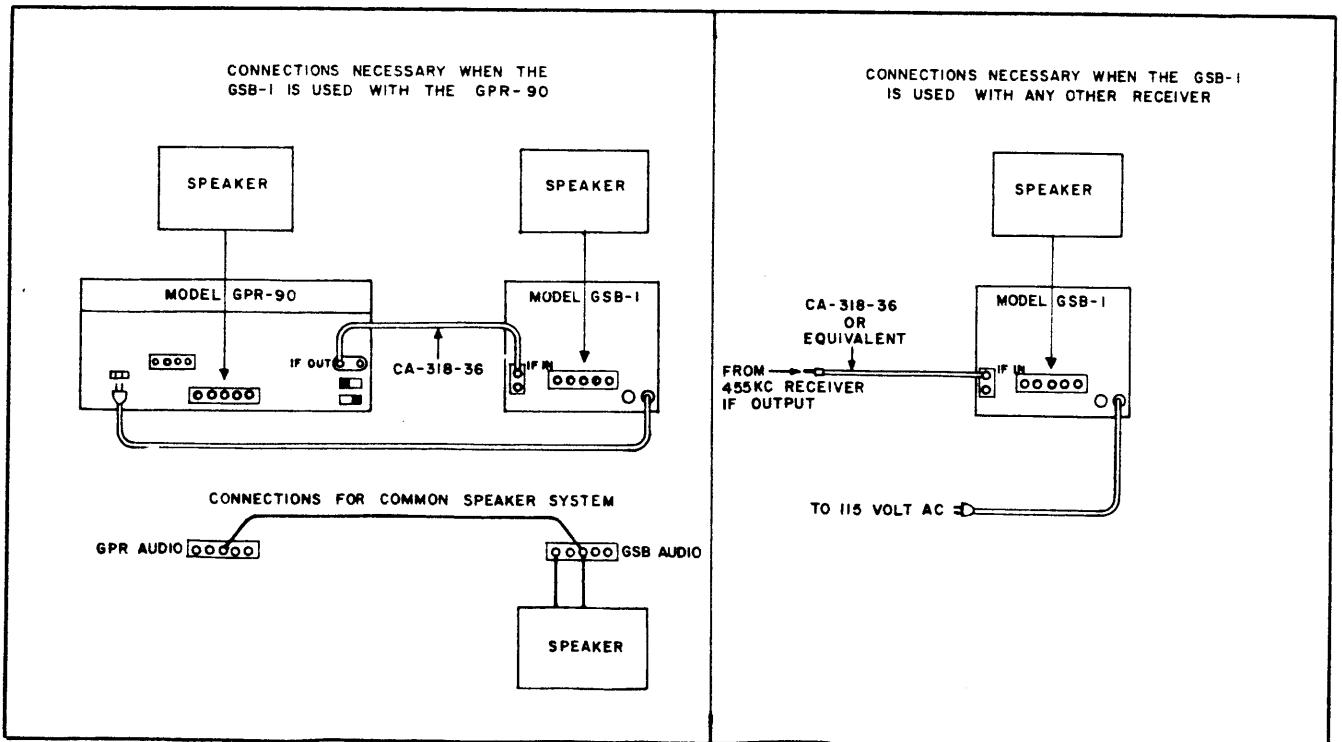 CONNECTIONS NECESSARY WHEN THE
GSB-1 IS USED WITH THE GPR-90
SPEAKER
SPEAKER
MODEL GPR-90
IF OUT
CA-318-36
MODEL GSB-1
IF IN
CONNECTIONS FOR COMMON SPEAKER SYSTEM
GPR AUDIO
GSB AUDIO
SPEAKER
CONNECTIONS NECESSARY WHEN THE GSB-1
IS USED WITH ANY OTHER RECEIVER
SPEAKER
MODEL GSB-1
CA-318-36
OR
EQUIVALENT
IF IN
FROM
455KC RECEIVER
IF OUTPUT
TO 115 VOLT AC